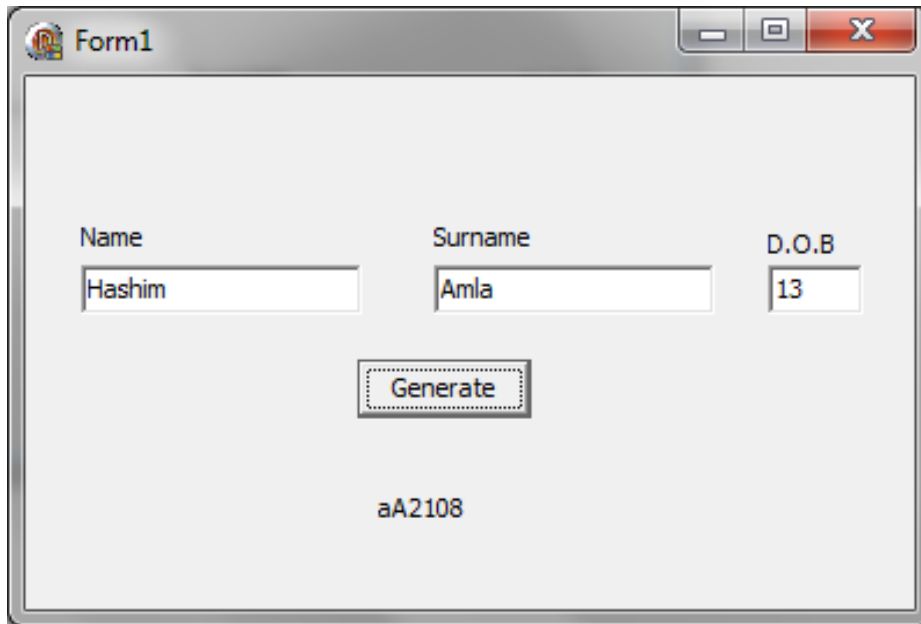 Form1
Name Surname D.O.B
Hashim Amla 13
Generate
aA2108